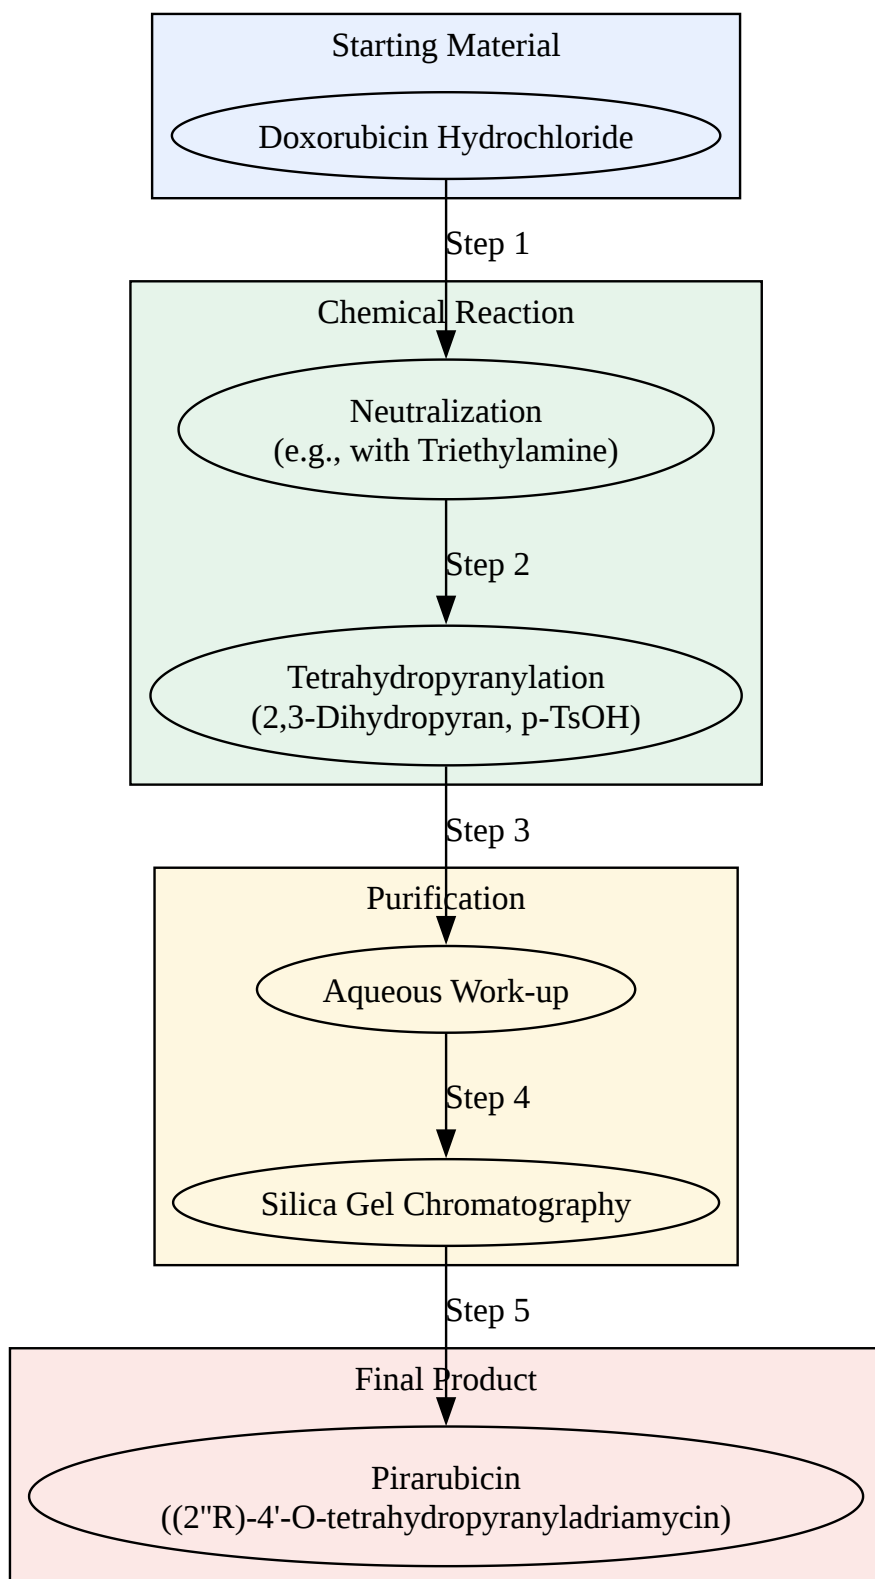 Starting Material
Doxorubicin Hydrochloride
Step 1
Chemical Reaction
Neutralization
(e.g., with Triethylamine)
Step 2
Tetrahydropyranylation
(2,3-Dihydropyran, p-TsOH)
Step 3
Purification
Aqueous Work-up
Step 4
Silica Gel Chromatography
Step 5
Final Product
Pirarubicin
((2"R)-4'-O-tetrahydropyranyladriamycin)